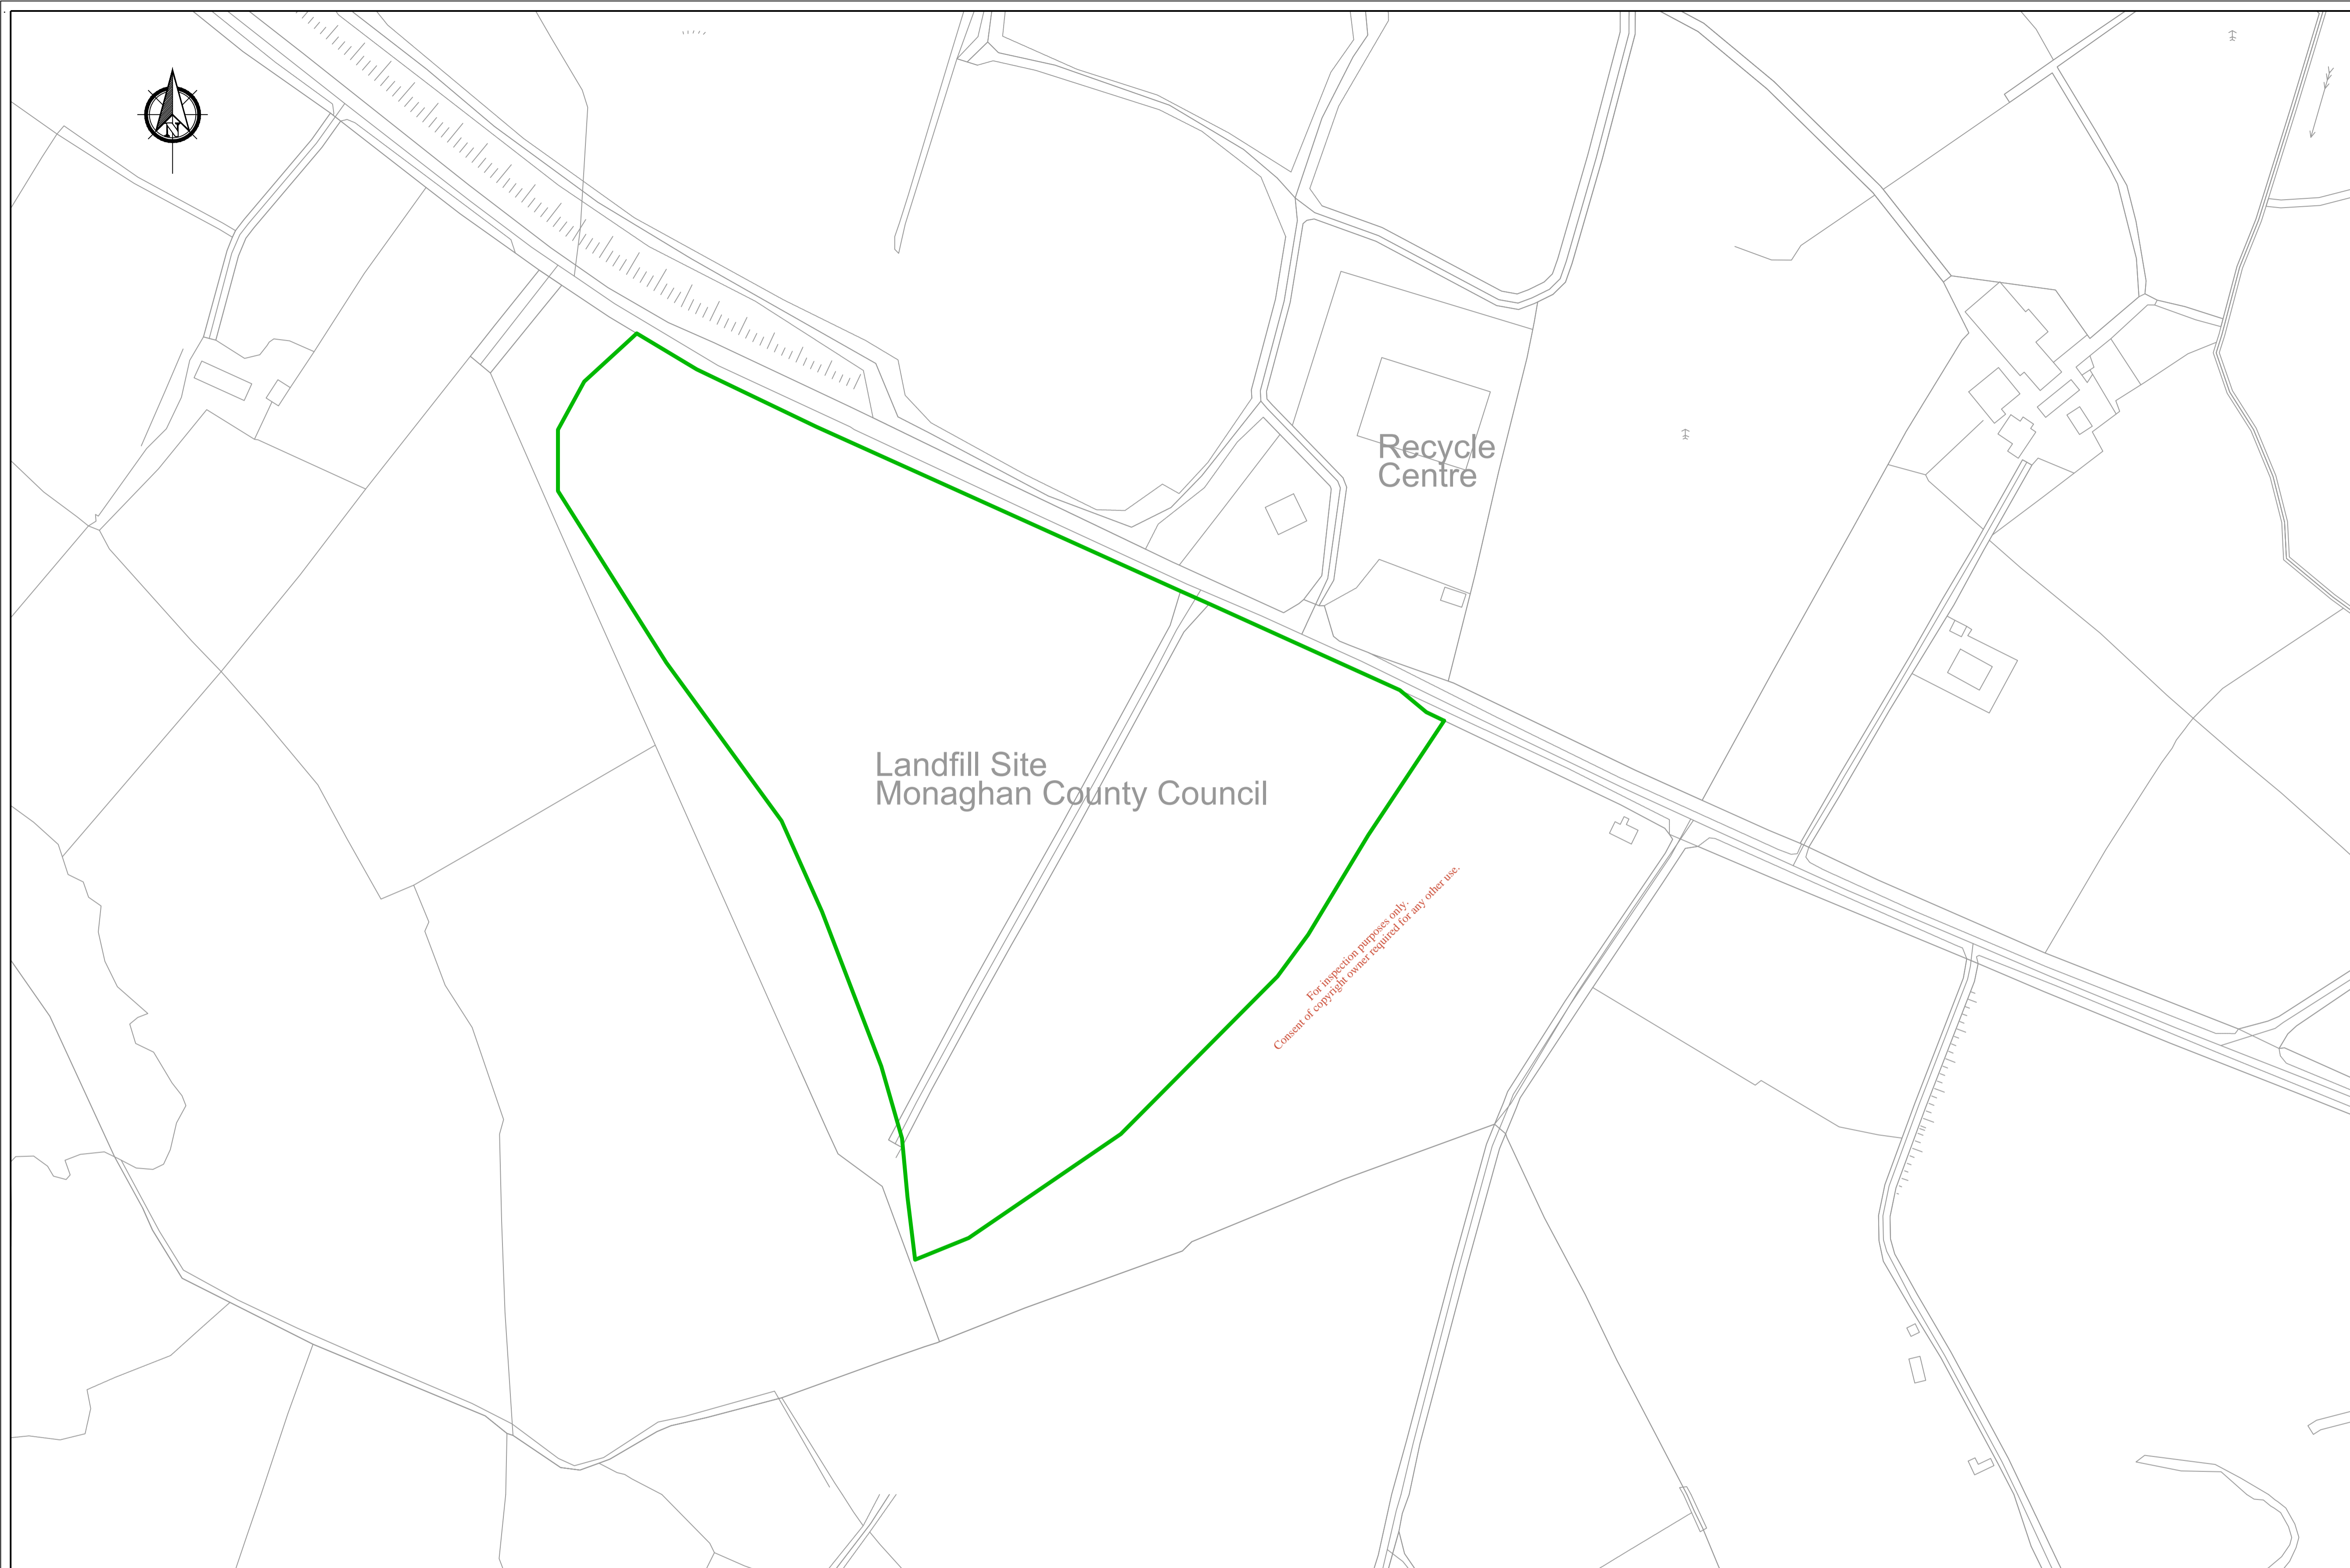 N
Recycle
Centre
Landfill Site
Monaghan County Council
For inspection purposes only.
Consent of copyright owner required for any other use.